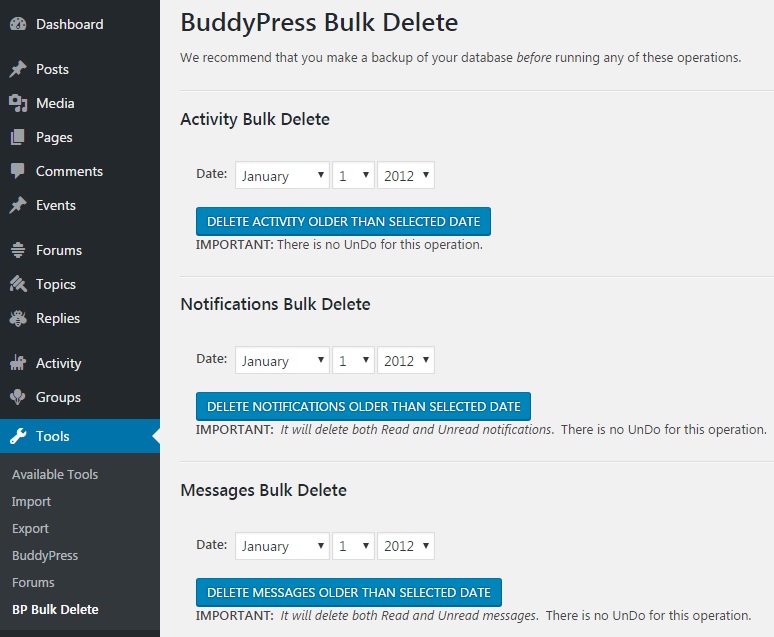 Dashboard
Posts
Media
Pages
Comments
Events
Forums
Topics
Replies
Activity
Groups
Tools
Available Tools
Import
Export
BuddyPress
Forums
BP Bulk Delete
BuddyPress Bulk Delete
We recommend that you make a backup of your database before running any of these operations.
Activity Bulk Delete
Date: January 1 2012
DELETE ACTIVITY OLDER THAN SELECTED DATE
IMPORTANT: There is no UnDo for this operation.
Notifications Bulk Delete
Date: January 1 2012
DELETE NOTIFICATIONS OLDER THAN SELECTED DATE
IMPORTANT: It will delete both Read and Unread notifications. There is no UnDo for this operation.
Messages Bulk Delete
Date: January 1 2012
DELETE MESSAGES OLDER THAN SELECTED DATE
IMPORTANT: It will delete both Read and Unread messages. There is no UnDo for this operation.